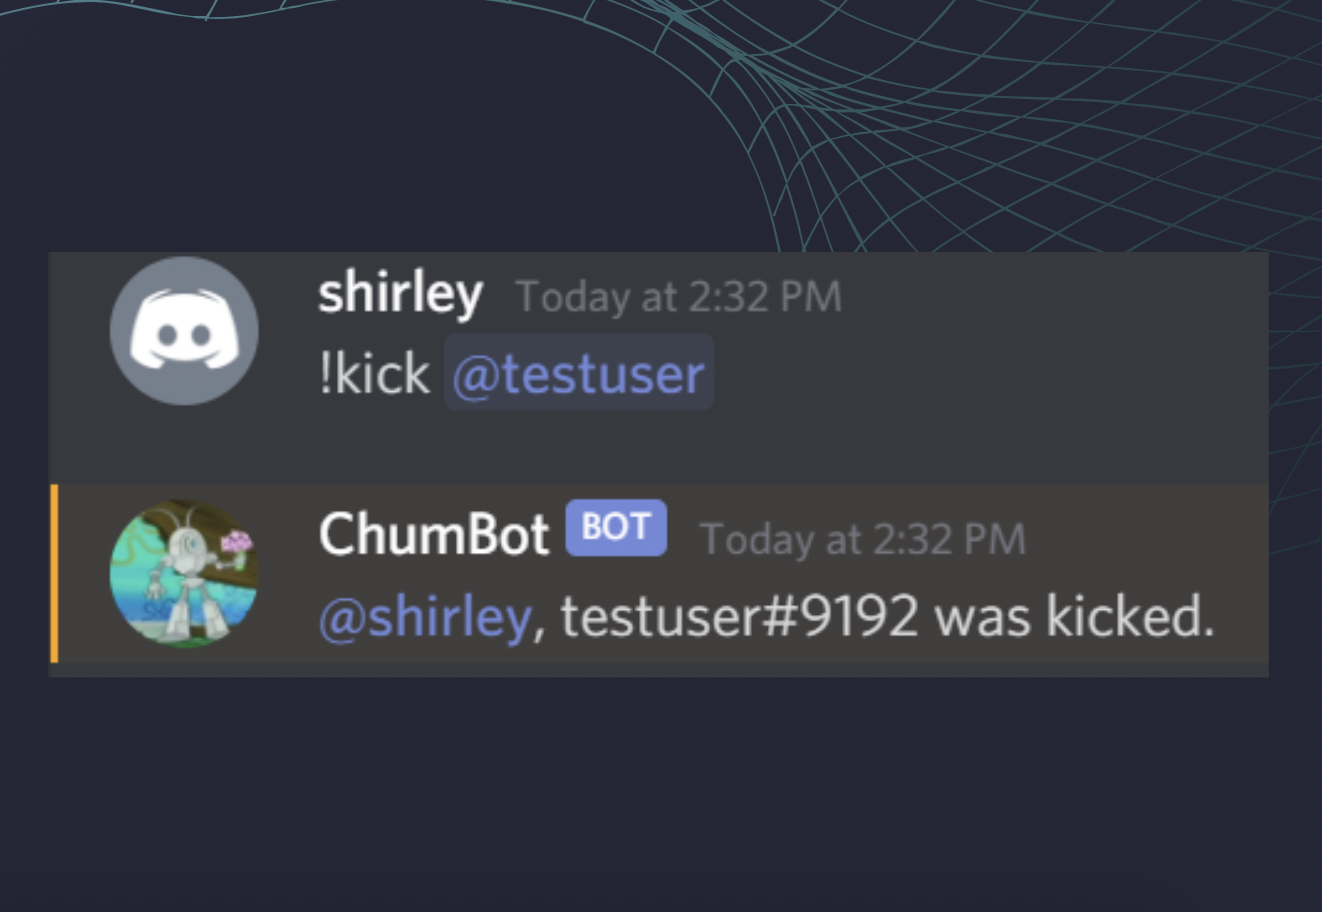 shirley Today at 2:32 PM
!kick @testuser
ChumBot BOT Today at 2:32 PM
@shirley, testuser#9192 was kicked.